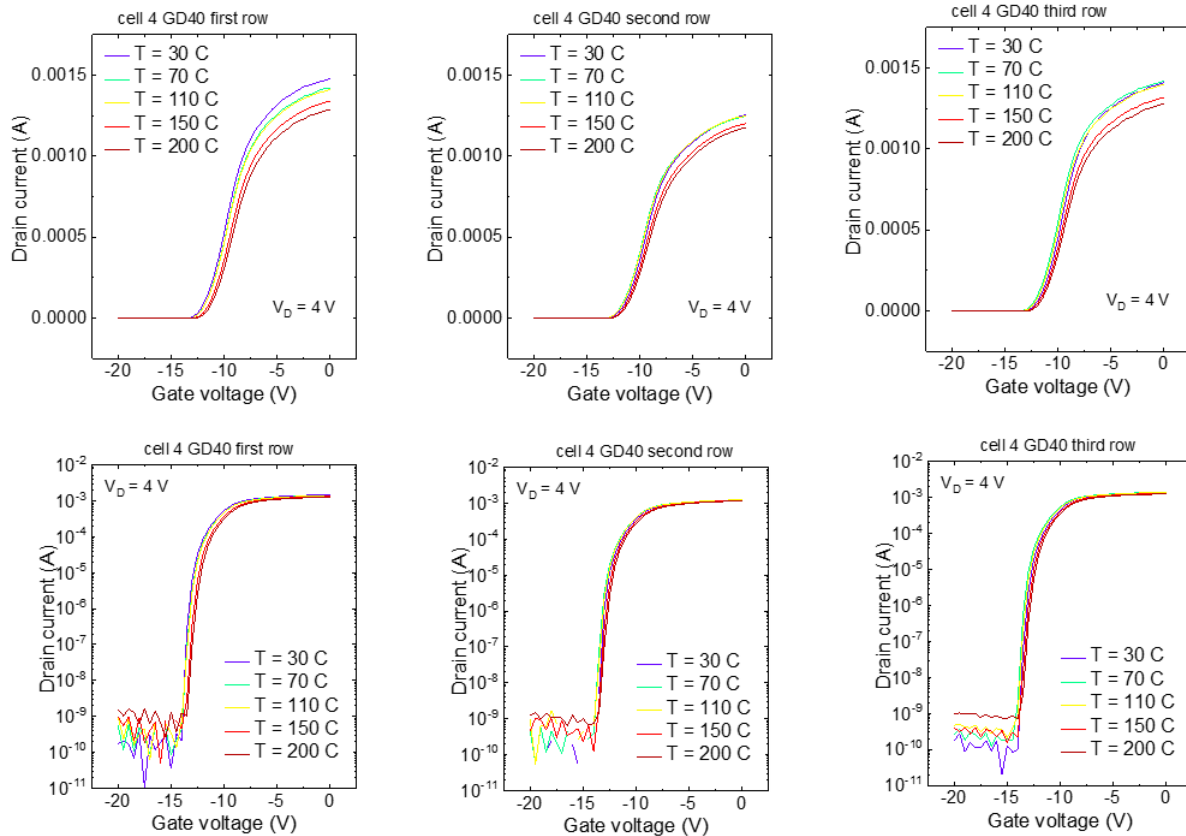 cell 4 GD40 first row
T = 30 C
T = 70 C
T = 110 C
T = 150 C
T = 200 C
0.0015
0.0010
0.0005
0.0000
Drain current (A)
V_D = 4 V
-20 -15 -10 -5 0
Gate voltage (V)
cell 4 GD40 second row
T = 30 C
T = 70 C
T = 110 C
T = 150 C
T = 200 C
0.0015
0.0010
0.0005
0.0000
Drain current (A)
V_D = 4 V
-20 -15 -10 -5 0
Gate voltage (V)
cell 4 GD40 third row
T = 30 C
T = 70 C
T = 110 C
T = 150 C
T = 200 C
0.0015
0.0010
0.0005
0.0000
Drain current (A)
V_D = 4 V
-20 -15 -10 -5 0
Gate voltage (V)
cell 4 GD40 first row
10^-2
10^-3
10^-4
10^-5
10^-6
10^-7
10^-8
10^-9
10^-10
10^-11
Drain current (A)
V_D = 4 V
T = 30 C
T = 70 C
T = 110 C
T = 150 C
T = 200 C
-20 -15 -10 -5 0
Gate voltage (V)
cell 4 GD40 second row
10^-2
10^-3
10^-4
10^-5
10^-6
10^-7
10^-8
10^-9
10^-10
10^-11
Drain current (A)
V_D = 4 V
T = 30 C
T = 70 C
T = 110 C
T = 150 C
T = 200 C
-20 -15 -10 -5 0
Gate voltage (V)
cell 4 GD40 third row
10^-2
10^-3
10^-4
10^-5
10^-6
10^-7
10^-8
10^-9
10^-10
10^-11
Drain current (A)
V_D = 4 V
T = 30 C
T = 70 C
T = 110 C
T = 150 C
T = 200 C
-20 -15 -10 -5 0
Gate voltage (V)